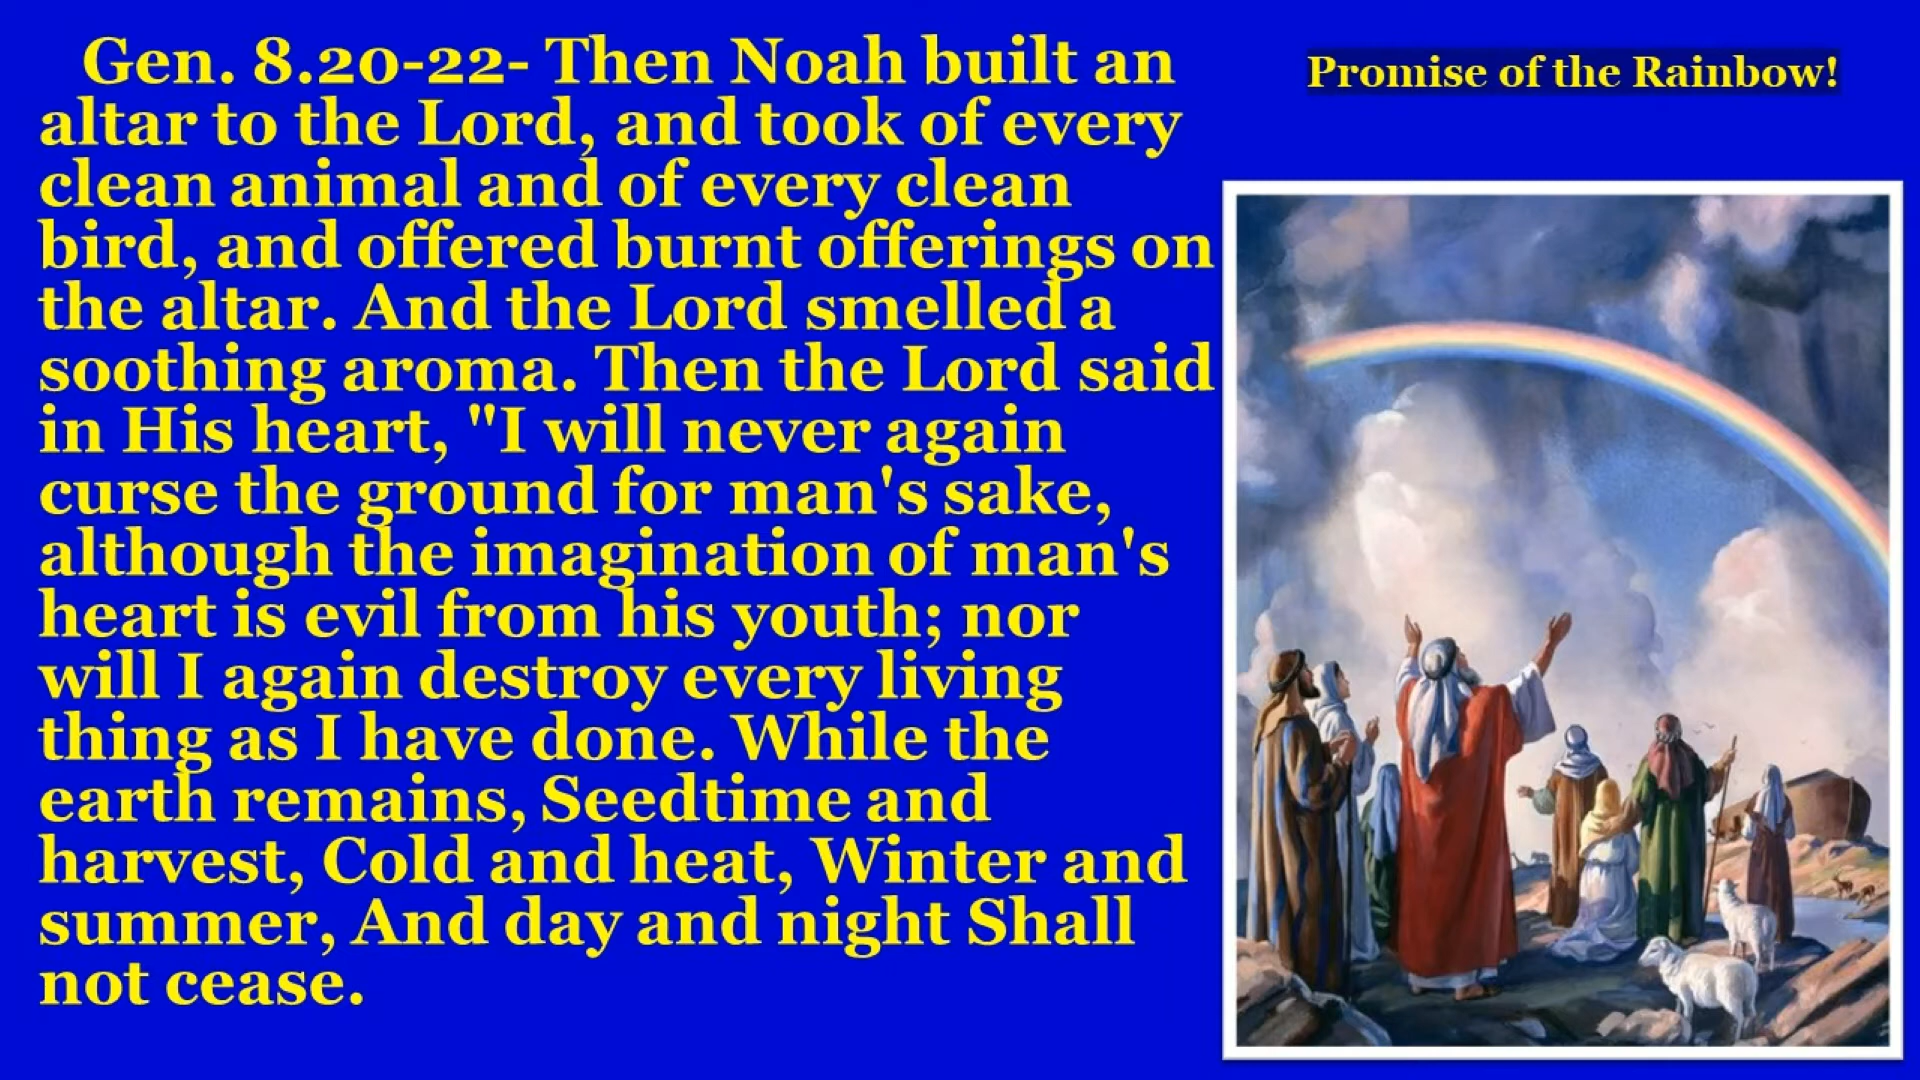 Gen. 8.20-22- Then Noah built an
altar to the Lord, and took of every
clean animal and of every clean
bird, and offered burnt offerings on
the altar. And the Lord smelled a
soothing aroma. Then the Lord said
in His heart, "I will never again
curse the ground for man's sake,
although the imagination of man's
heart is evil from his youth; nor
will I again destroy every living
thing as I have done. While the
earth remains, Seedtime and
harvest, Cold and heat, Winter and
summer, And day and night Shall
not cease.
Promise of the Rainbow!